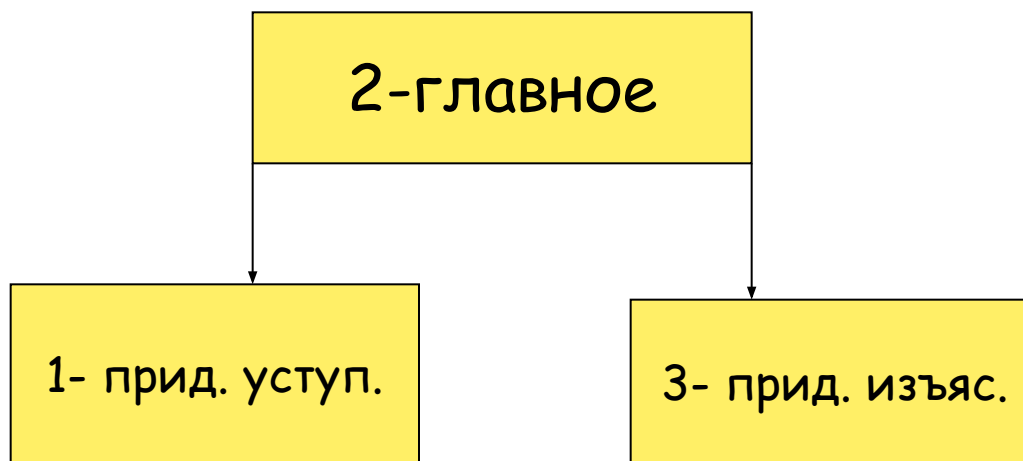 2-главное
1- прид. уступ.
3- прид. изъяс.